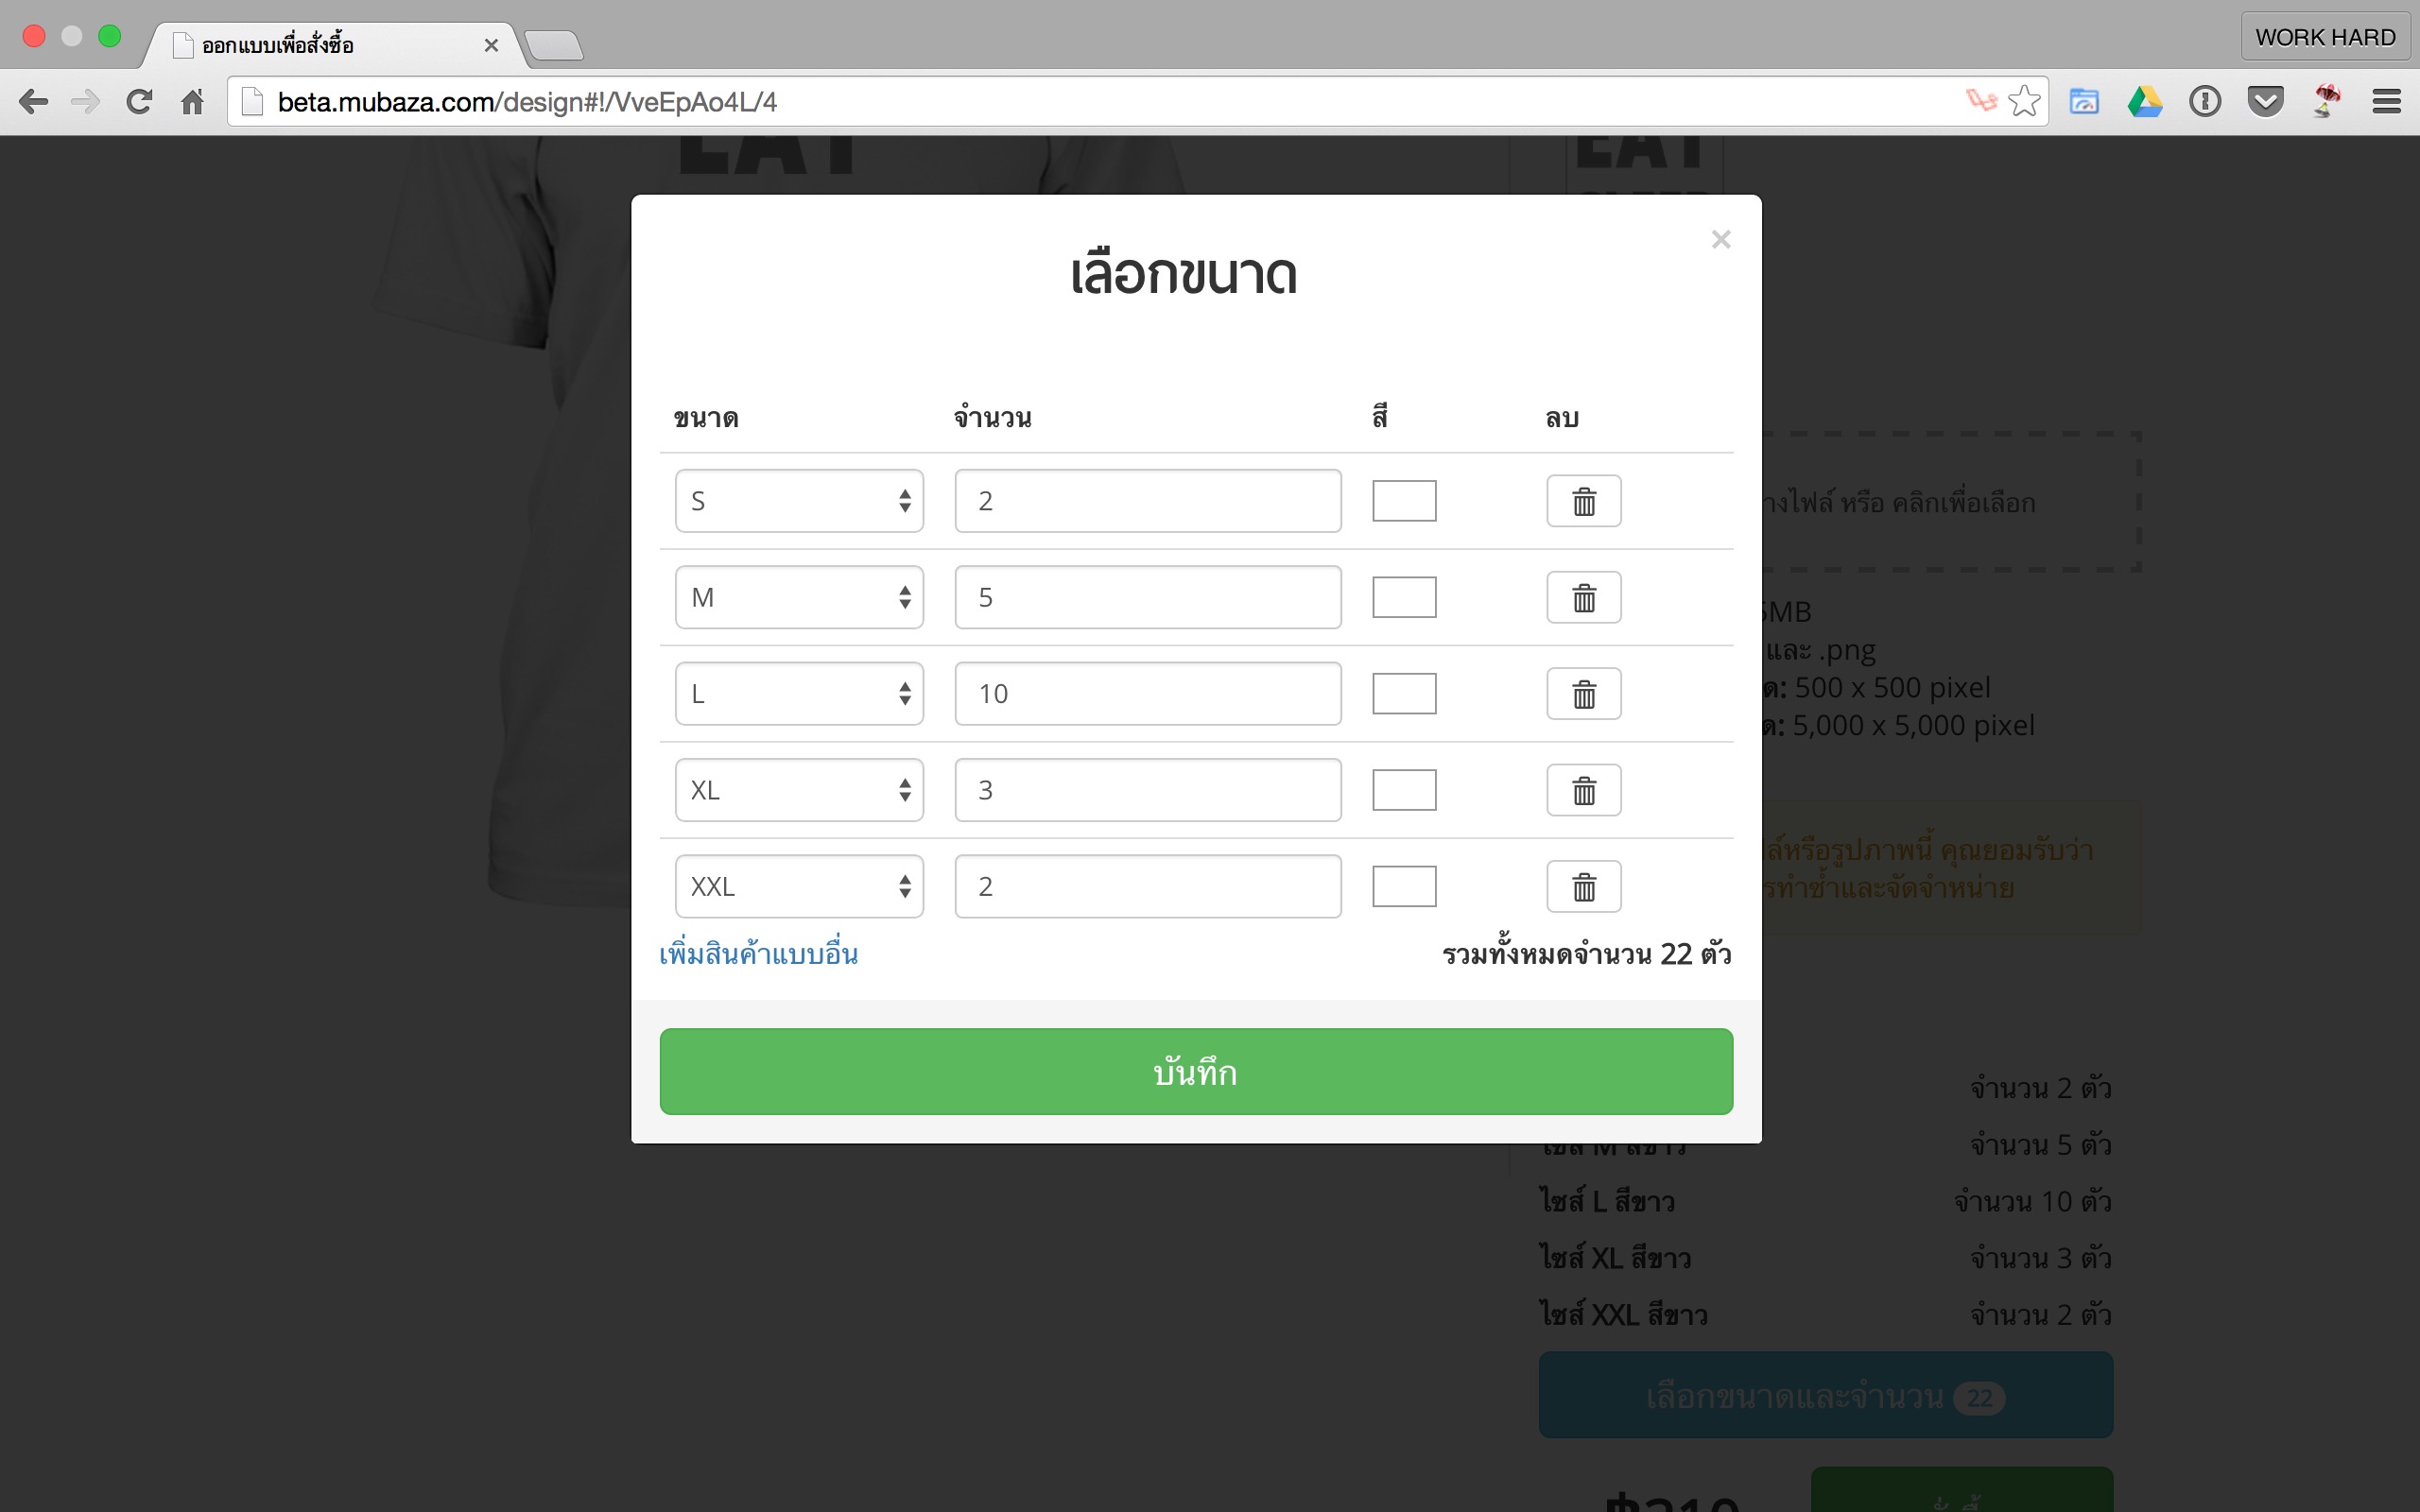 ออกแบบเพื่อสั่งซื้อ
WORK HARD
beta.mubaza.com/design#!/VveEpAo4L/4
EAT
EAT
เลือกขนาด
ขนาด จำนวน สี ลบ
S 2
M 5
L 10
XL 3
XXL 2
เพิ่มสินค้าแบบอื่น รวมทั้งหมดจำนวน 22 ตัว
บันทึก
างไฟล์ หรือ คลิกเพื่อเลือก
5MB
และ .png
ด: 500 x 500 pixel
ด: 5,000 x 5,000 pixel
ล์หรือรูปภาพนี้ คุณยอมรับว่า
รทำซ้ำและจัดจำหน่าย
จำนวน 2 ตัว
ไซส์ M สีขาว จำนวน 5 ตัว
ไซส์ L สีขาว จำนวน 10 ตัว
ไซส์ XL สีขาว จำนวน 3 ตัว
ไซส์ XXL สีขาว จำนวน 2 ตัว
เลือกขนาดและจำนวน 22
฿310